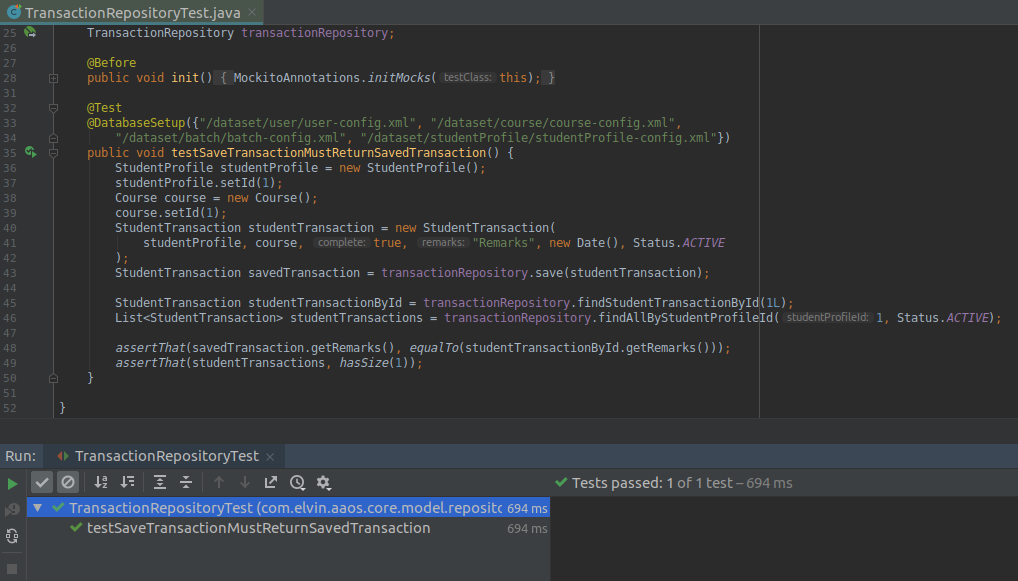 TransactionRepositoryTest.java
25 TransactionRepository transactionRepository;
26
27 @Before
28 public void init() { MockitoAnnotations.initMocks( testClass: this); }
31
32 @Test
33 @DatabaseSetup({"/dataset/user/user-config.xml", "/dataset/course/course-config.xml",
34 "/dataset/batch/batch-config.xml", "/dataset/studentProfile/studentProfile-config.xml"})
35 public void testSaveTransactionMustReturnSavedTransaction() {
36 StudentProfile studentProfile = new StudentProfile();
37 studentProfile.setId(1);
38 Course course = new Course();
39 course.setId(1);
40 StudentTransaction studentTransaction = new StudentTransaction(
41 studentProfile, course, complete: true, remarks: "Remarks", new Date(), Status.ACTIVE
42 );
43 StudentTransaction savedTransaction = transactionRepository.save(studentTransaction);
44
45 StudentTransaction studentTransactionById = transactionRepository.findStudentTransactionById(1L);
46 List<StudentTransaction> studentTransactions = transactionRepository.findAllByStudentProfileId( studentProfileId: 1, Status.ACTIVE);
47
48 assertThat(savedTransaction.getRemarks(), equalTo(studentTransactionById.getRemarks()));
49 assertThat(studentTransactions, hasSize(1));
50 }
51
52 }
Run: TransactionRepositoryTest
Tests passed: 1 of 1 test – 694 ms
TransactionRepositoryTest (com.elvin.aaos.core.model.reposito 694 ms
testSaveTransactionMustReturnSavedTransaction 694 ms